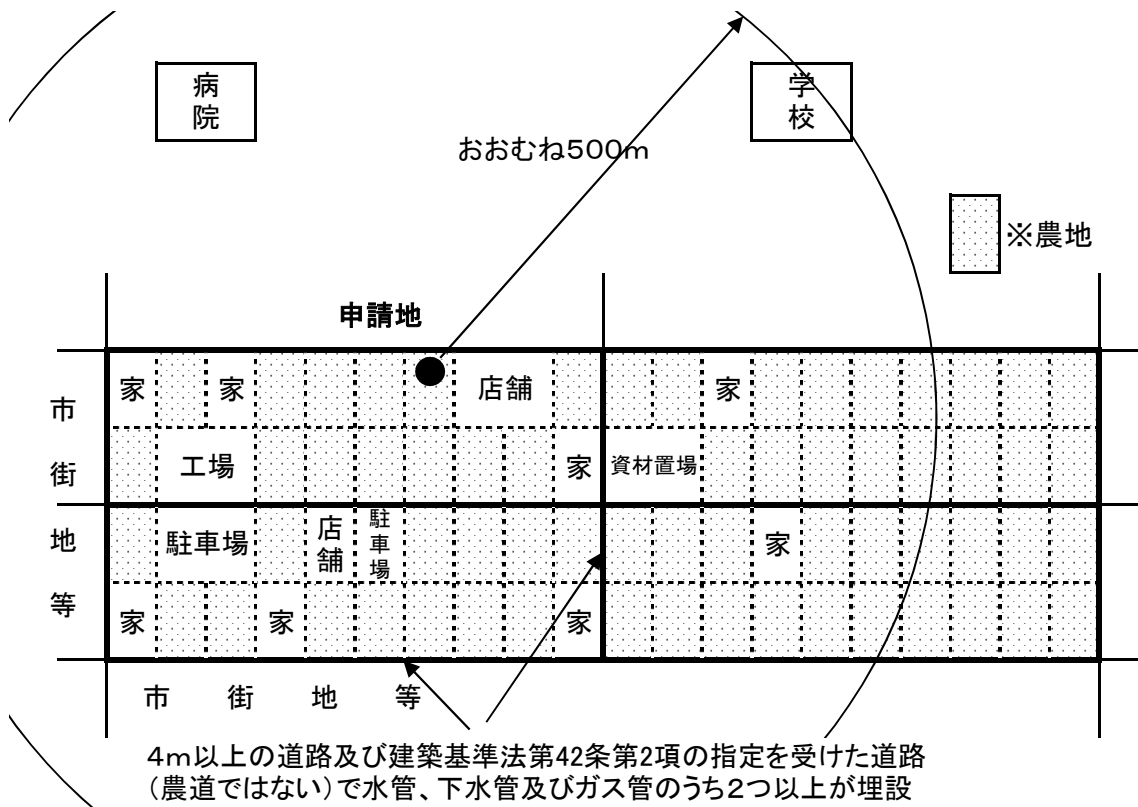 病院
学校
おおむね500m
※農地
申請地
市街地等
家
家
店舗
家
工場
家
資材置場
駐車場
店舗
駐車場
家
家
家
家
市街地等
4m以上の道路及び建築基準法第42条第2項の指定を受けた道路
(農道ではない)で水管、下水管及びガス管のうち2つ以上が埋設